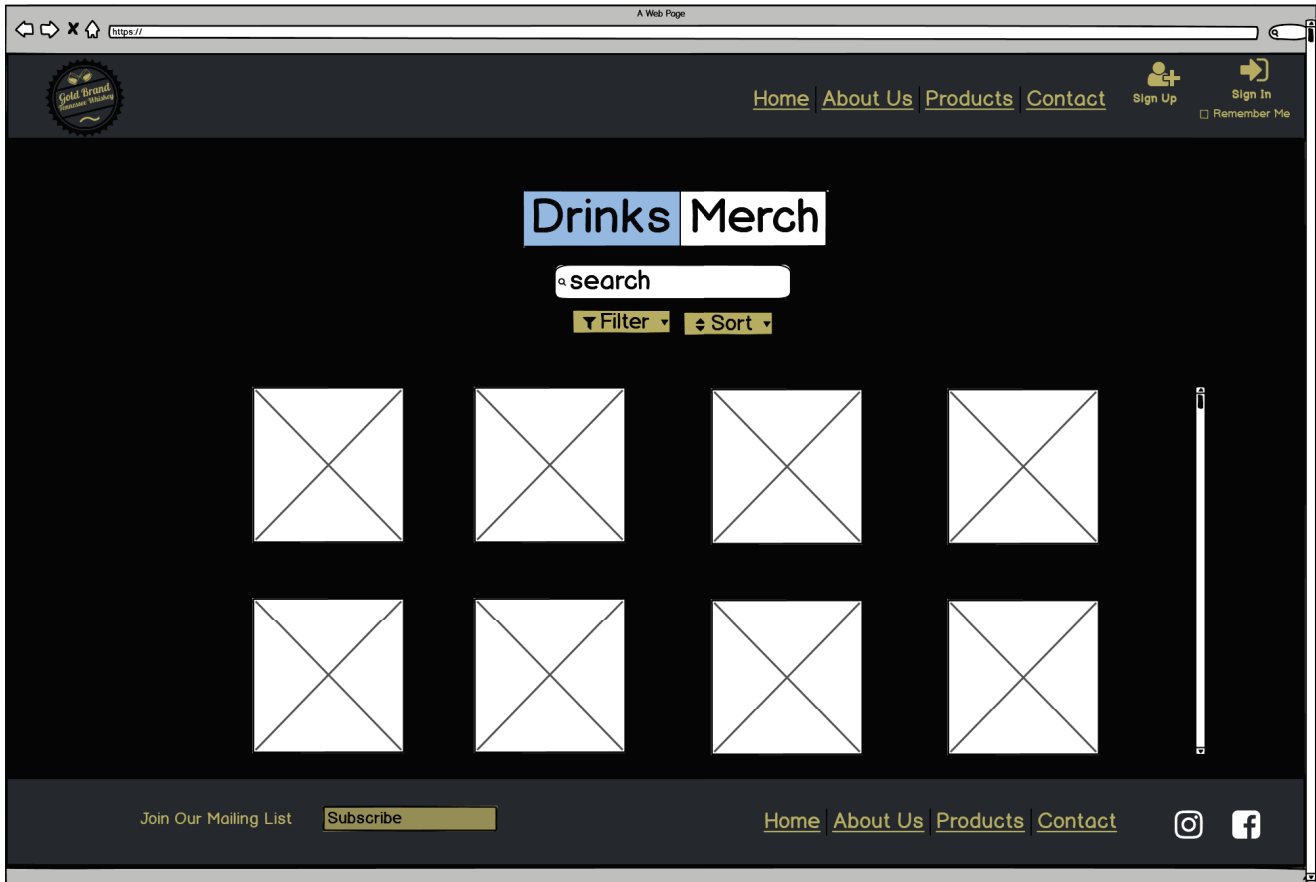 A Web Page
https://
Gold Brand
Tennessee Whiskey
Home About Us Products Contact
Sign Up
Sign In
Remember Me
Drinks Merch
search
Filter Sort
Join Our Mailing List
Subscribe
Home About Us Products Contact